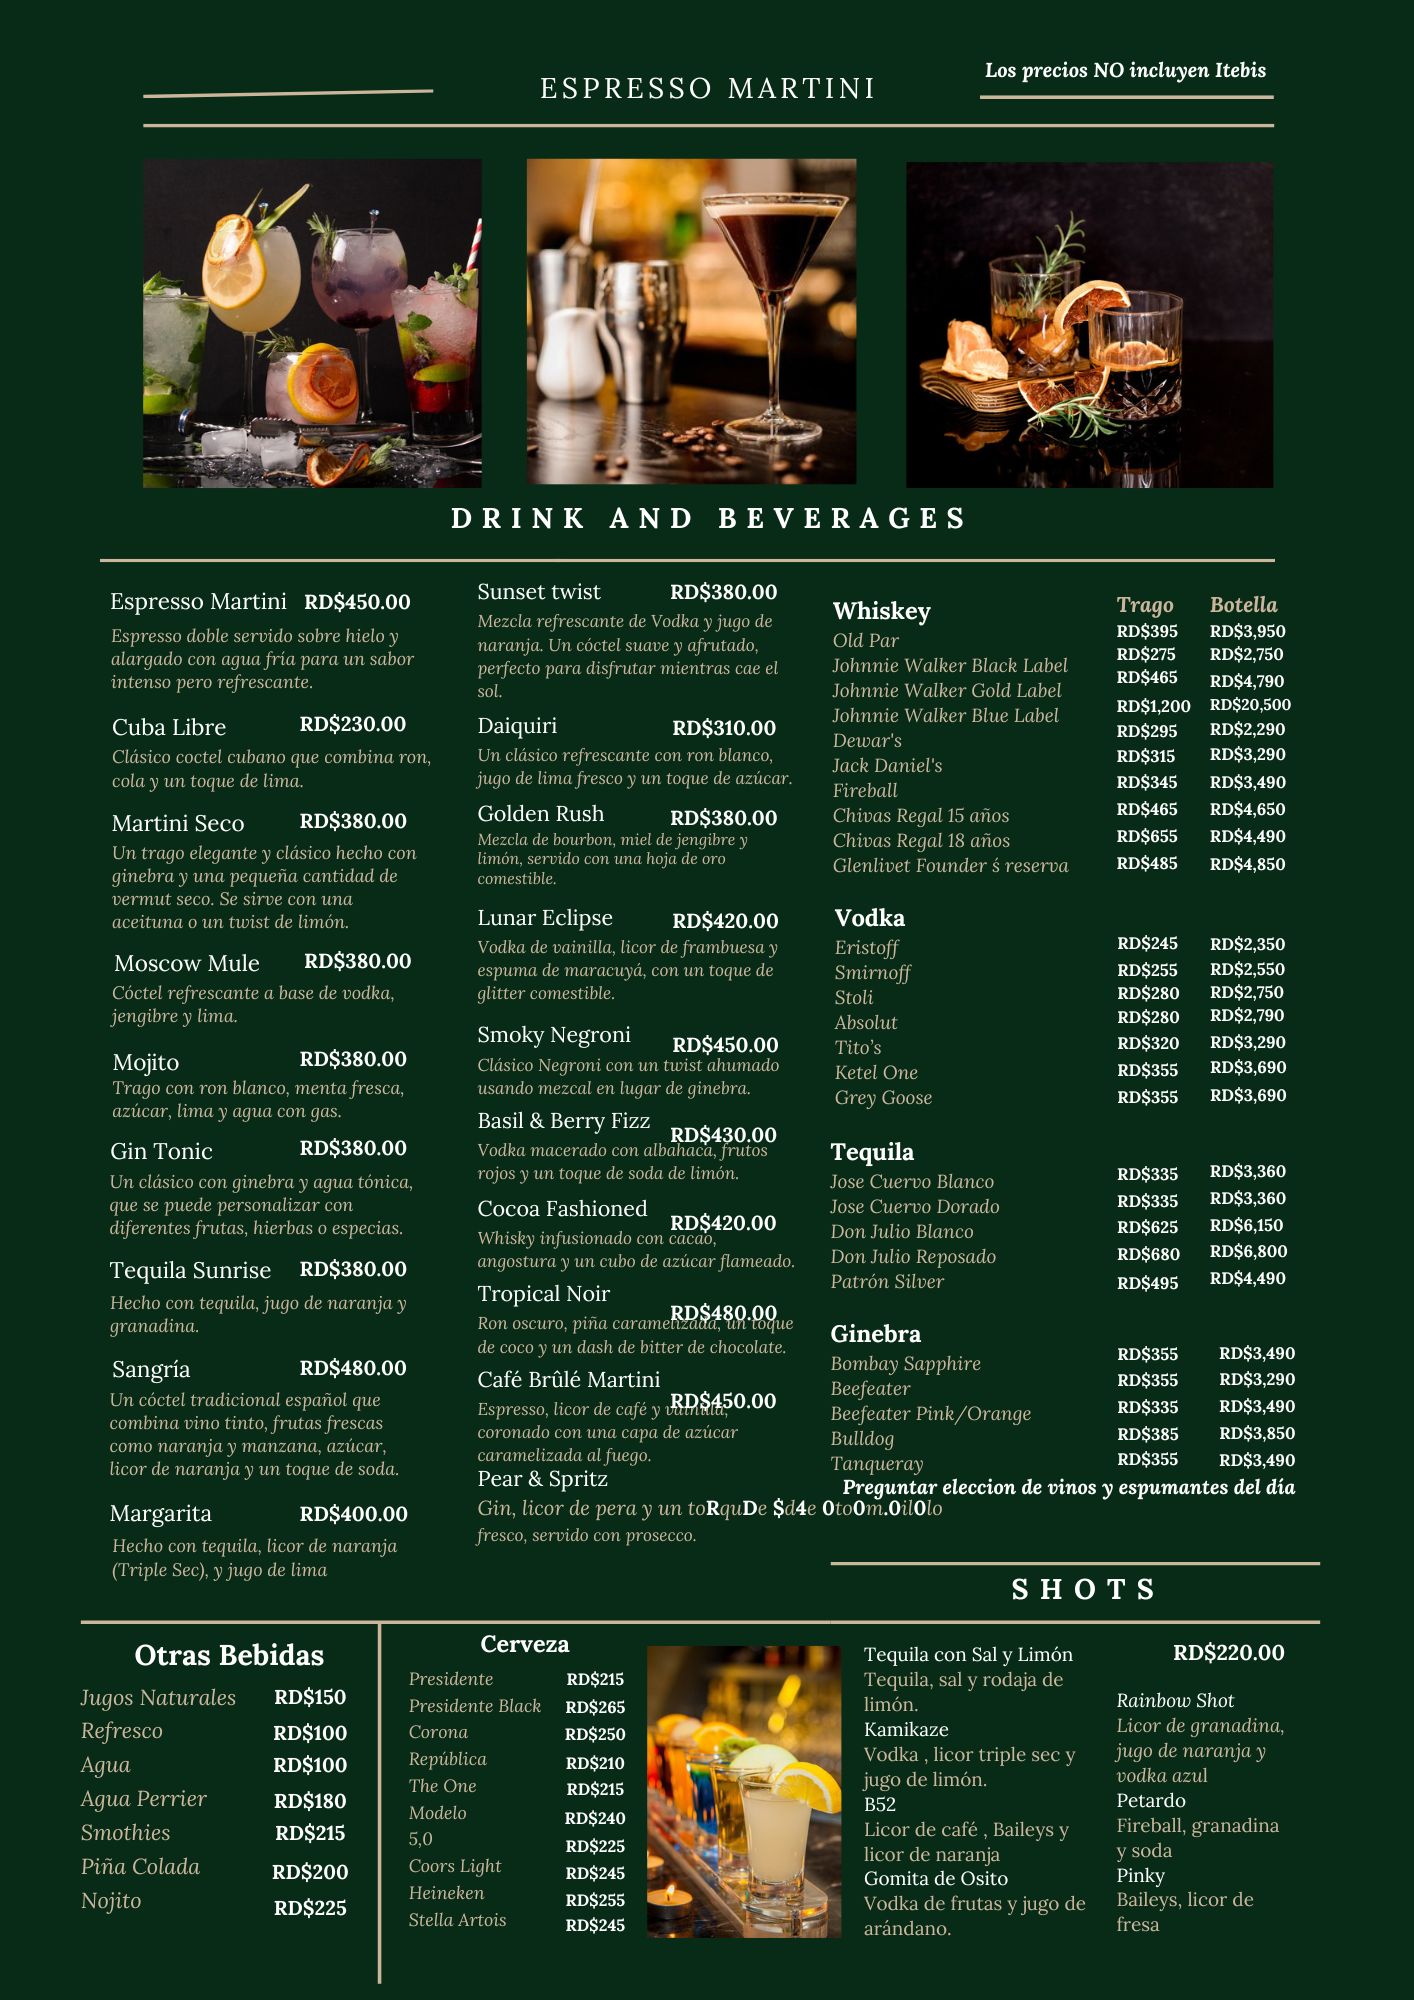 Los precios NO incluyen Itebis
ESPRESSO MARTINI
DRINK AND BEVERAGES
Espresso Martini RD$450.00
Espresso doble servido sobre hielo y
alargado con agua fría para un sabor
intenso pero refrescante.
Cuba Libre RD$230.00
Clásico coctel cubano que combina ron,
cola y un toque de lima.
Martini Seco RD$380.00
Un trago elegante y clásico hecho con
ginebra y una pequeña cantidad de
vermut seco. Se sirve con una
aceituna o un twist de limón.
Moscow Mule RD$380.00
Cóctel refrescante a base de vodka,
jengibre y lima.
Mojito RD$380.00
Trago con ron blanco, menta fresca,
azúcar, lima y agua con gas.
Gin Tonic RD$380.00
Un clásico con ginebra y agua tónica,
que se puede personalizar con
diferentes frutas, hierbas o especias.
Tequila Sunrise RD$380.00
Hecho con tequila, jugo de naranja y
granadina.
Sangría RD$480.00
Un cóctel tradicional español que
combina vino tinto, frutas frescas
como naranja y manzana, azúcar,
licor de naranja y un toque de soda.
Margarita RD$400.00
Hecho con tequila, licor de naranja
(Triple Sec), y jugo de lima
Sunset twist RD$380.00
Mezcla refrescante de Vodka y jugo de
naranja. Un cóctel suave y afrutado,
perfecto para disfrutar mientras cae el
sol.
Daiquiri RD$310.00
Un clásico refrescante con ron blanco,
jugo de lima fresco y un toque de azúcar.
Golden Rush RD$380.00
Mezcla de bourbon, miel de jengibre y
limón, servido con una hoja de oro
comestible.
Lunar Eclipse RD$420.00
Vodka de vainilla, licor de frambuesa y
espuma de maracuyá, con un toque de
glitter comestible.
Smoky Negroni RD$450.00
Clásico Negroni con un twist ahumado
usando mezcal en lugar de ginebra.
Basil & Berry Fizz RD$430.00
Vodka macerado con albahaca, frutos
rojos y un toque de soda de limón.
Cocoa Fashioned RD$420.00
Whisky infusionado con cacao,
angostura y un cubo de azúcar flameado.
Tropical Noir RD$480.00
Ron oscuro, piña caramelizada, un toque
de coco y un dash de bitter de chocolate.
Café Brûlé Martini RD$450.00
Espresso, licor de café y vainilla,
coronado con una capa de azúcar
caramelizada al fuego.
Pear & Spritz RD$400.00
Gin, licor de pera y un toque de tomillo
fresco, servido con prosecco.
Whiskey Trago Botella
Old Par RD$395 RD$3,950
Johnnie Walker Black Label RD$275 RD$2,750
Johnnie Walker Gold Label RD$465 RD$4,790
Johnnie Walker Blue Label RD$1,200 RD$20,500
Dewar's RD$295 RD$2,290
Jack Daniel's RD$315 RD$3,290
Fireball RD$345 RD$3,490
Chivas Regal 15 años RD$465 RD$4,650
Chivas Regal 18 años RD$655 RD$4,490
Glenlivet Founder ś reserva RD$485 RD$4,850
Vodka
Eristoff RD$245 RD$2,350
Smirnoff RD$255 RD$2,550
Stoli RD$280 RD$2,750
Absolut RD$280 RD$2,790
Tito’s RD$320 RD$3,290
Ketel One RD$355 RD$3,690
Grey Goose RD$355 RD$3,690
Tequila
Jose Cuervo Blanco RD$335 RD$3,360
Jose Cuervo Dorado RD$335 RD$3,360
Don Julio Blanco RD$625 RD$6,150
Don Julio Reposado RD$680 RD$6,800
Patrón Silver RD$495 RD$4,490
Ginebra
Bombay Sapphire RD$355 RD$3,490
Beefeater RD$355 RD$3,290
Beefeater Pink/Orange RD$335 RD$3,490
Bulldog RD$385 RD$3,850
Tanqueray RD$355 RD$3,490
Preguntar eleccion de vinos y espumantes del día
SHOTS
Otras Bebidas
Jugos Naturales RD$150
Refresco RD$100
Agua RD$100
Agua Perrier RD$180
Smothies RD$215
Piña Colada RD$200
Nojito RD$225
Cerveza
Presidente RD$215
Presidente Black RD$265
Corona RD$250
República RD$210
The One RD$215
Modelo RD$240
5,0 RD$225
Coors Light RD$245
Heineken RD$255
Stella Artois RD$245
Tequila con Sal y Limón
Tequila, sal y rodaja de
limón.
Kamikaze
Vodka , licor triple sec y
jugo de limón.
B52
Licor de café , Baileys y
licor de naranja
Gomita de Osito
Vodka de frutas y jugo de
arándano.
RD$220.00
Rainbow Shot
Licor de granadina,
jugo de naranja y
vodka azul
Petardo
Fireball, granadina
y soda
Pinky
Baileys, licor de
fresa